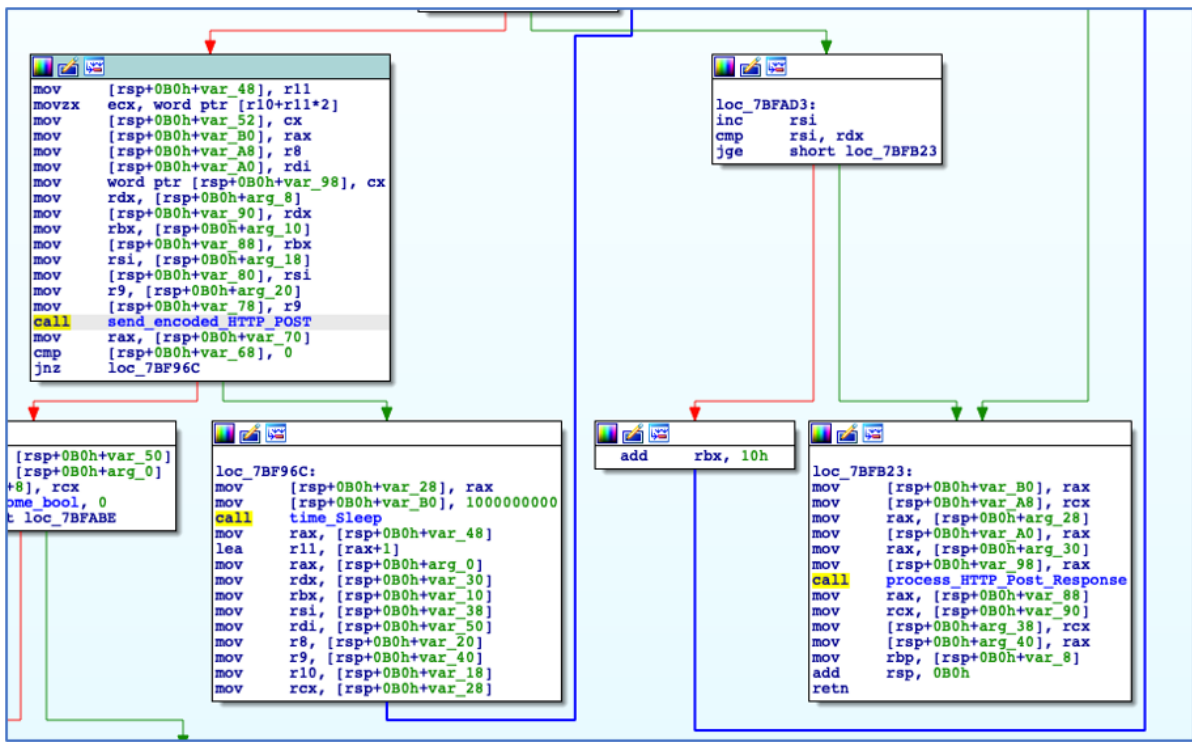 mov [rsp+0B0h+var_48], r11
movzx ecx, word ptr [r10+r11*2]
mov [rsp+0B0h+var_52], cx
mov [rsp+0B0h+var_B0], rax
mov [rsp+0B0h+var_A8], r8
mov [rsp+0B0h+var_A0], rdi
mov word ptr [rsp+0B0h+var_98], cx
mov rdx, [rsp+0B0h+arg_8]
mov [rsp+0B0h+var_90], rdx
mov rbx, [rsp+0B0h+arg_10]
mov [rsp+0B0h+var_88], rbx
mov rsi, [rsp+0B0h+arg_18]
mov [rsp+0B0h+var_80], rsi
mov r9, [rsp+0B0h+arg_20]
mov [rsp+0B0h+var_78], r9
call send_encoded_HTTP_POST
mov rax, [rsp+0B0h+var_70]
cmp [rsp+0B0h+var_68], 0
jnz loc_7BF96C
loc_7BFAD3:
inc rsi
cmp rsi, rdx
jge short loc_7BFB23
[rsp+0B0h+var_50]
[rsp+0B0h+arg_0]
+8], rcx
ome_bool, 0
t loc_7BFABE
loc_7BF96C:
mov [rsp+0B0h+var_28], rax
mov [rsp+0B0h+var_B0], 1000000000
call time_Sleep
mov rax, [rsp+0B0h+var_48]
lea r11, [rax+1]
mov rax, [rsp+0B0h+arg_0]
mov rdx, [rsp+0B0h+var_30]
mov rbx, [rsp+0B0h+var_10]
mov rsi, [rsp+0B0h+var_38]
mov rdi, [rsp+0B0h+var_50]
mov r8, [rsp+0B0h+var_20]
mov r9, [rsp+0B0h+var_40]
mov r10, [rsp+0B0h+var_18]
mov rcx, [rsp+0B0h+var_28]
add rbx, 10h
loc_7BFB23:
mov [rsp+0B0h+var_B0], rax
mov [rsp+0B0h+var_A8], rcx
mov rax, [rsp+0B0h+arg_28]
mov [rsp+0B0h+var_A0], rax
mov rax, [rsp+0B0h+arg_30]
mov [rsp+0B0h+var_98], rax
call process_HTTP_Post_Response
mov rax, [rsp+0B0h+var_88]
mov rcx, [rsp+0B0h+var_90]
mov [rsp+0B0h+arg_38], rcx
mov [rsp+0B0h+arg_40], rax
mov rbp, [rsp+0B0h+var_8]
add rsp, 0B0h
retn